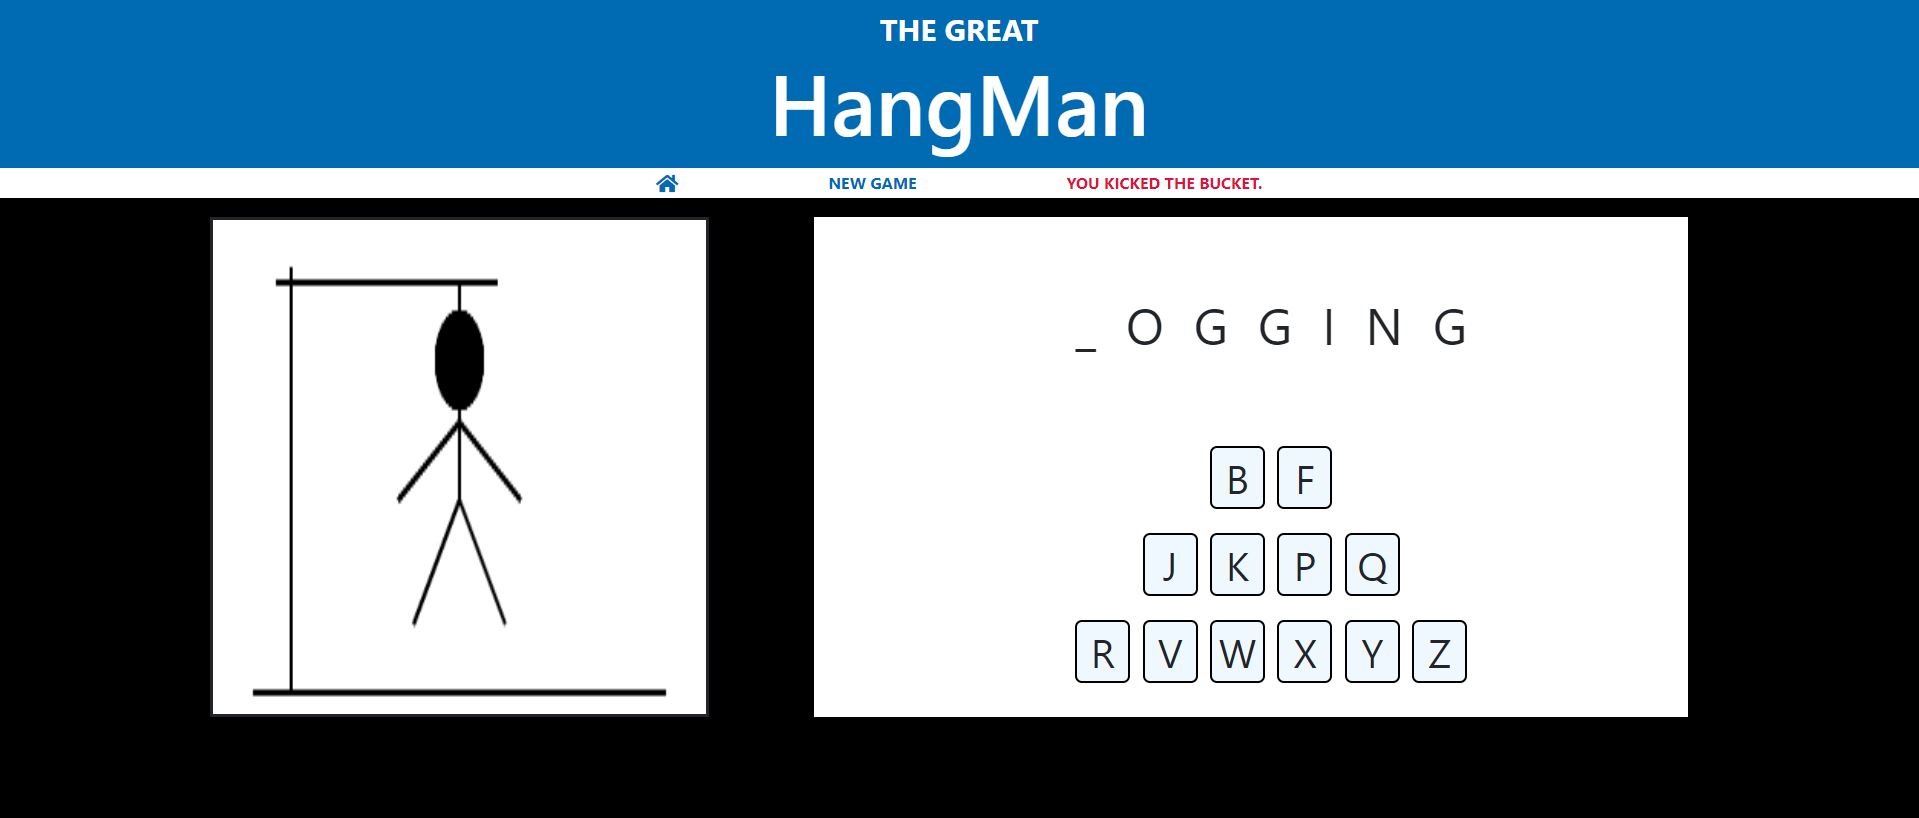 THE GREAT
HangMan
NEW GAME YOU KICKED THE BUCKET.
_ O G G I N G
B F
J K P Q
R V W X Y Z